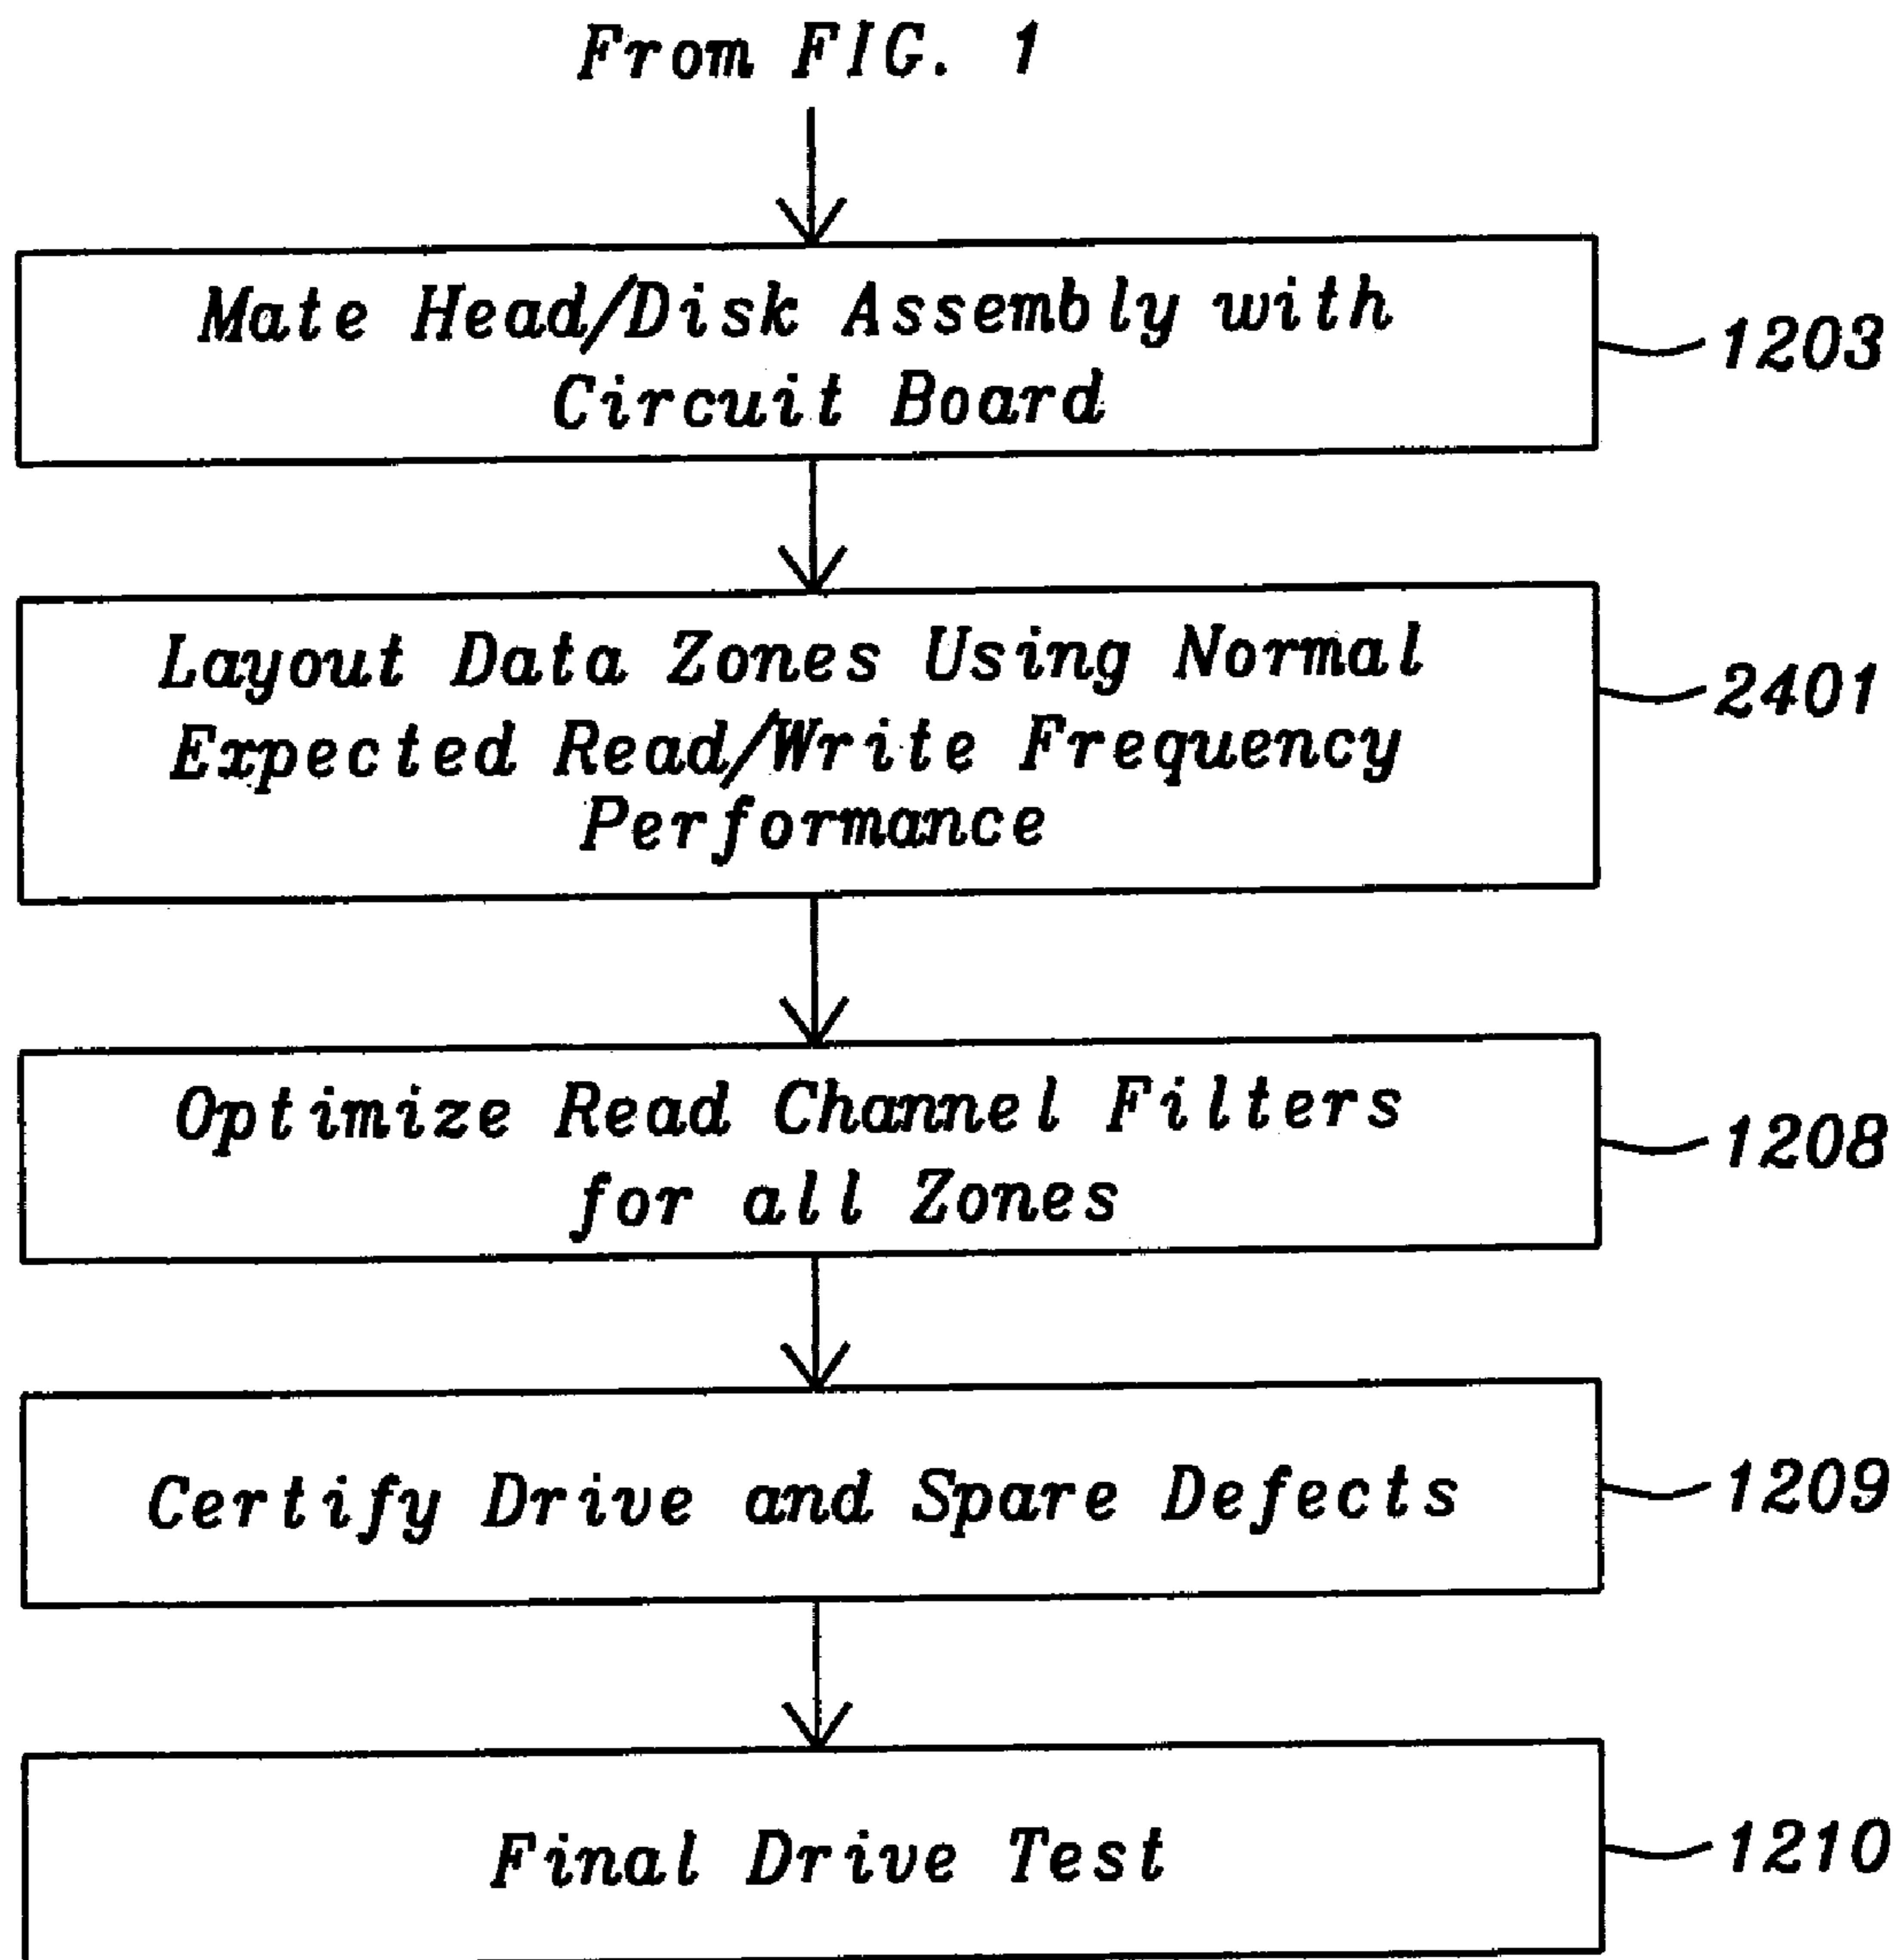 From FIG. 1
Mate Head/Disk Assembly with
Circuit Board
1203
Layout Data Zones Using Normal
Expected Read/Write Frequency
Performance
2401
Optimize Read Channel Filters
for all Zones
1208
Certify Drive and Spare Defects
1209
Final Drive Test
1210